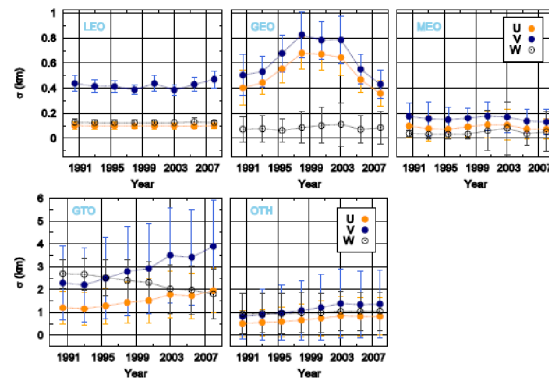 LEO
GEO
MEO
1
0.8
0.6
0.4
0.2
0
σ (km)
U
V
W
1991 1995 1999 2003 2007
1991 1995 1999 2003 2007
1991 1995 1999 2003 2007
Year
Year
Year
GTO
OTH
6
5
4
3
2
1
0
σ (km)
U
V
W
U
V
W
1991 1995 1999 2003 2007
1991 1995 1999 2003 2007
Year
Year